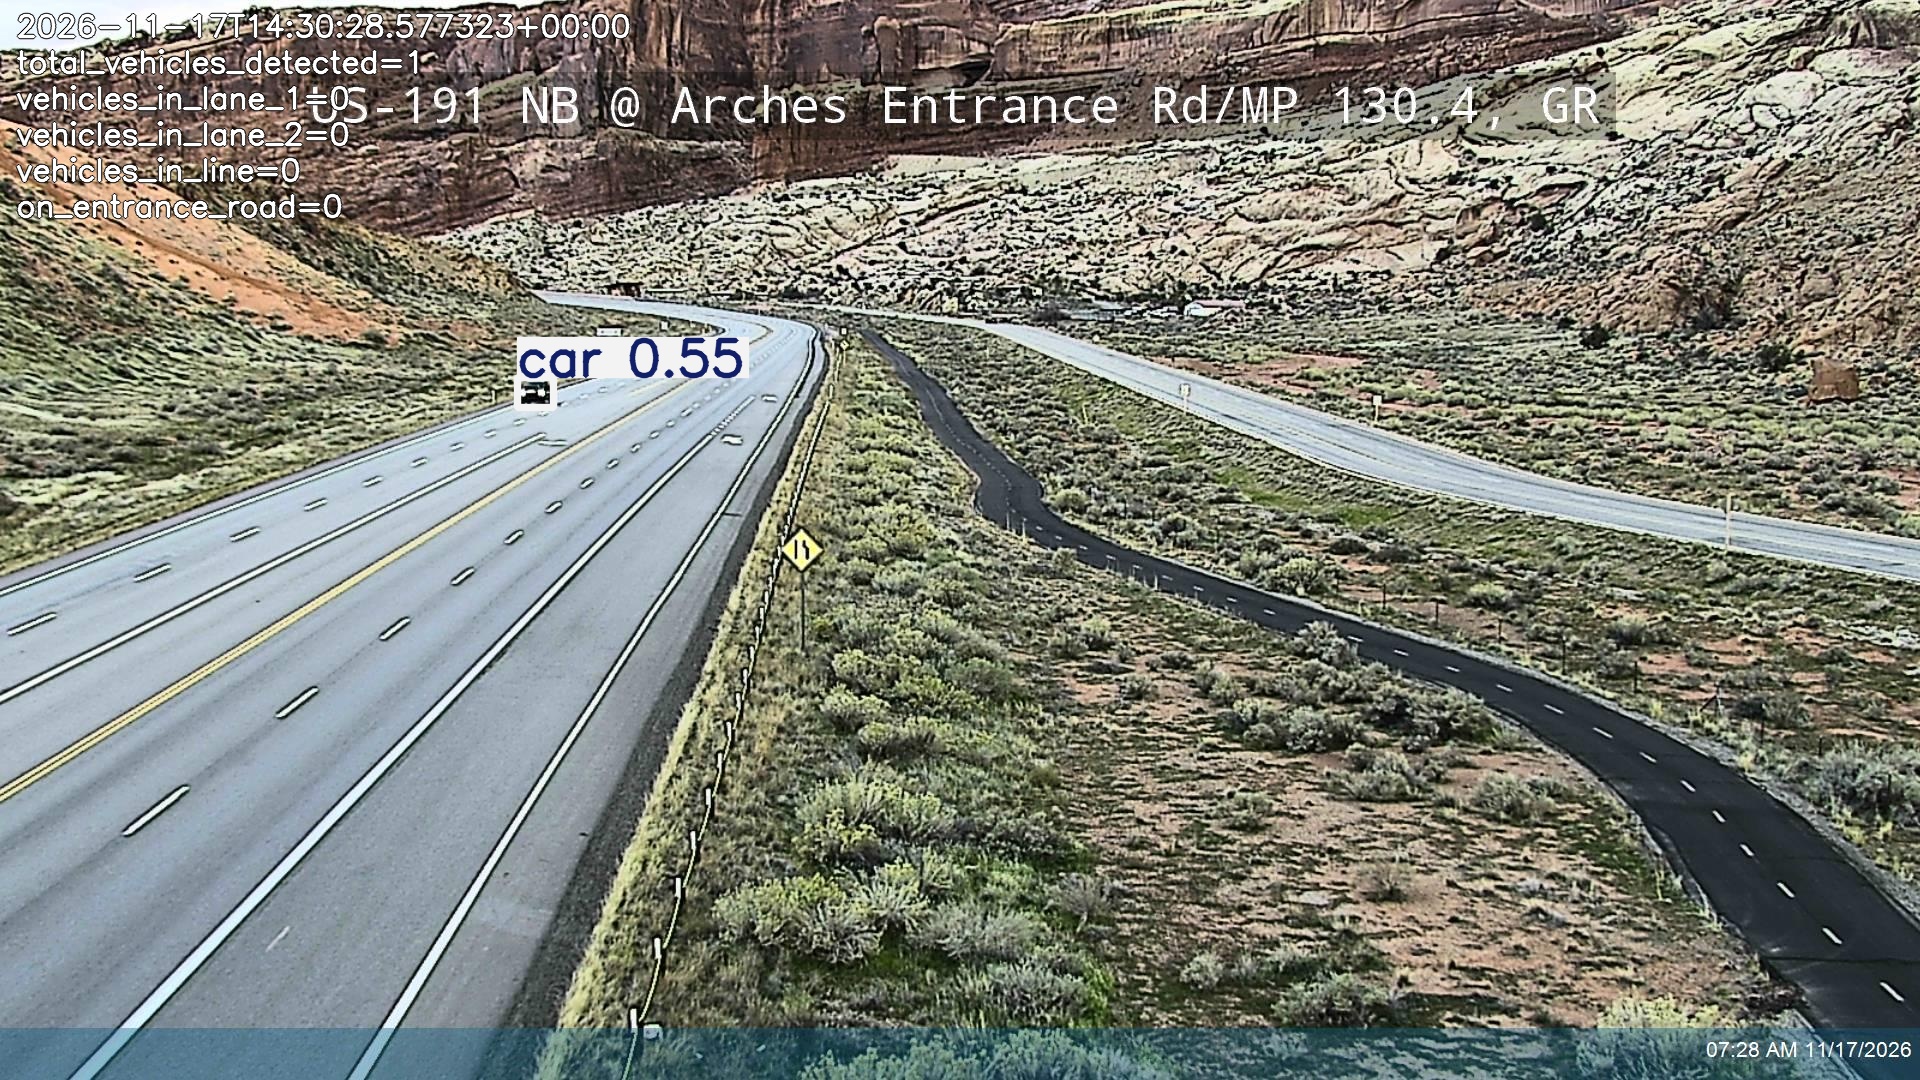 2026-11-17T14:30:28.577323+00:00
total_vehicles_detected=1
vehicles_in_lane_1=0
US-191 NB @ Arches Entrance Rd/MP 130.4, GR
vehicles_in_lane_2=0
vehicles_in_line=0
on_entrance_road=0
car 0.55
07:28 AM 11/17/2026